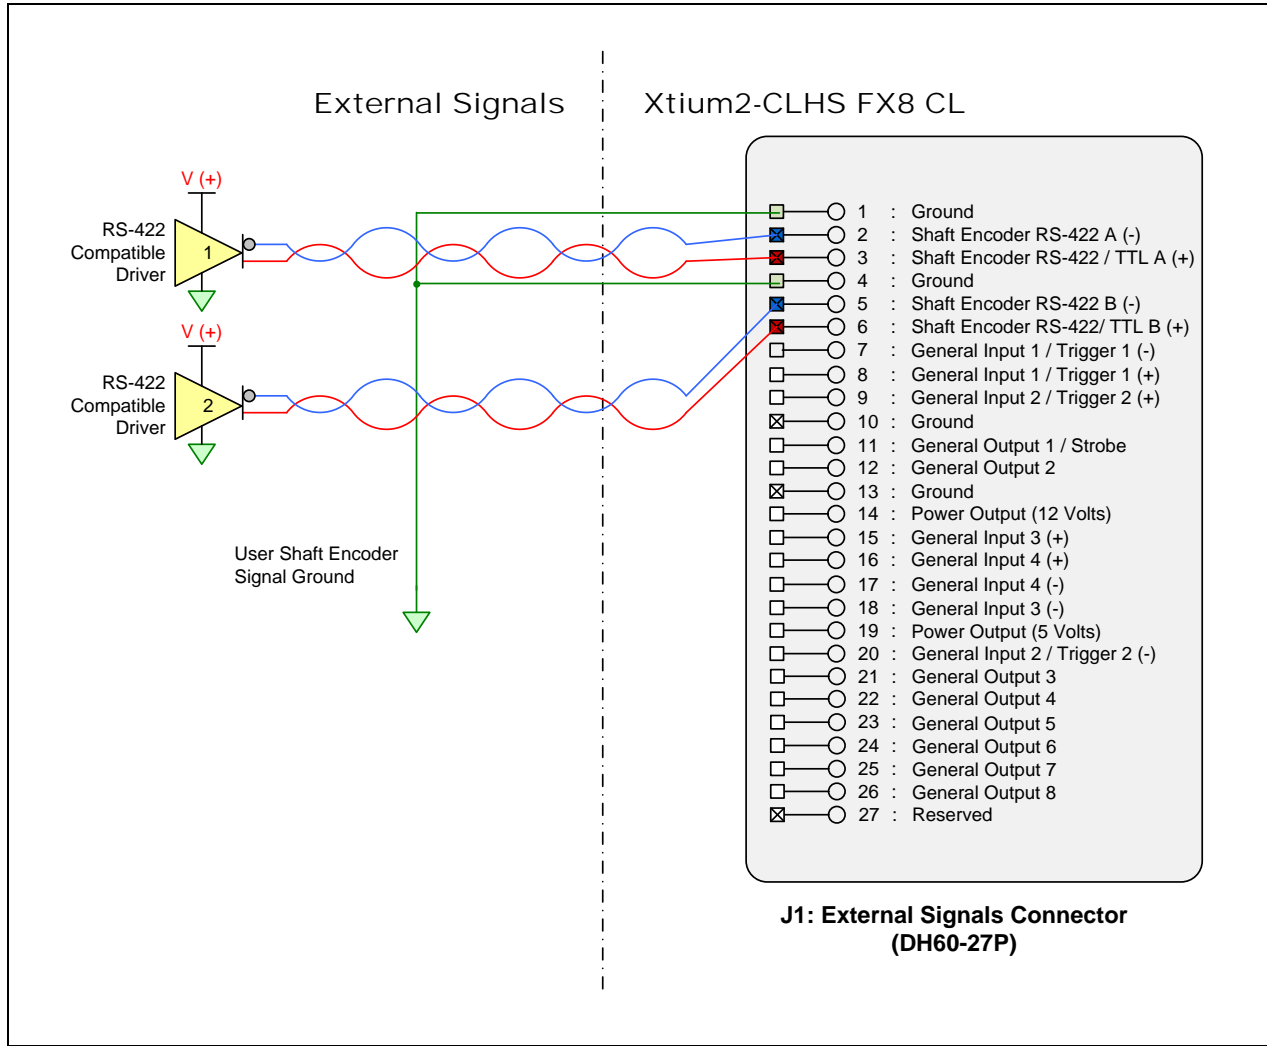 External Signals
Xtium2-CLHS FX8 CL
V (+)
RS-422
Compatible
Driver
1
V (+)
RS-422
Compatible
Driver
2
User Shaft Encoder
Signal Ground
1 : Ground
2 : Shaft Encoder RS-422 A (-)
3 : Shaft Encoder RS-422 / TTL A (+)
4 : Ground
5 : Shaft Encoder RS-422 B (-)
6 : Shaft Encoder RS-422/ TTL B (+)
7 : General Input 1 / Trigger 1 (-)
8 : General Input 1 / Trigger 1 (+)
9 : General Input 2 / Trigger 2 (+)
10 : Ground
11 : General Output 1 / Strobe
12 : General Output 2
13 : Ground
14 : Power Output (12 Volts)
15 : General Input 3 (+)
16 : General Input 4 (+)
17 : General Input 4 (-)
18 : General Input 3 (-)
19 : Power Output (5 Volts)
20 : General Input 2 / Trigger 2 (-)
21 : General Output 3
22 : General Output 4
23 : General Output 5
24 : General Output 6
25 : General Output 7
26 : General Output 8
27 : Reserved
J1: External Signals Connector
(DH60-27P)